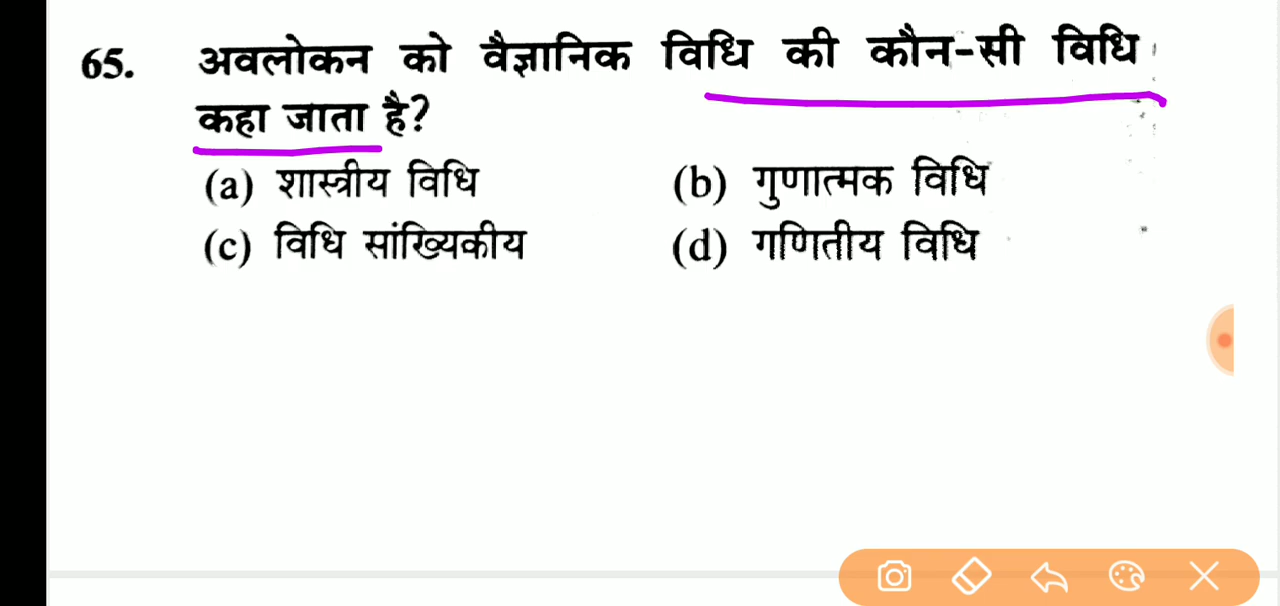 65. अवलोकन को वैज्ञानिक विधि की कौन-सी विधि
कहा जाता है?
(a) शास्त्रीय विधि (b) गुणात्मक विधि
(c) विधि सांख्यिकीय (d) गणितीय विधि